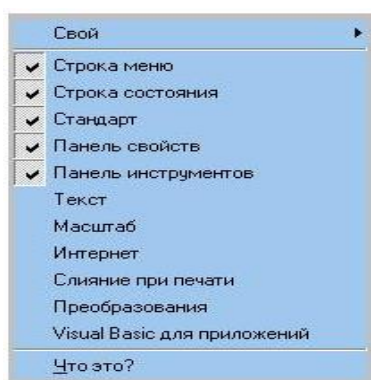 Свой
Строка меню
Строка состояния
Стандарт
Панель свойств
Панель инструментов
Текст
Масштаб
Интернет
Слияние при печати
Преобразования
Visual Basic для приложений
Что это?